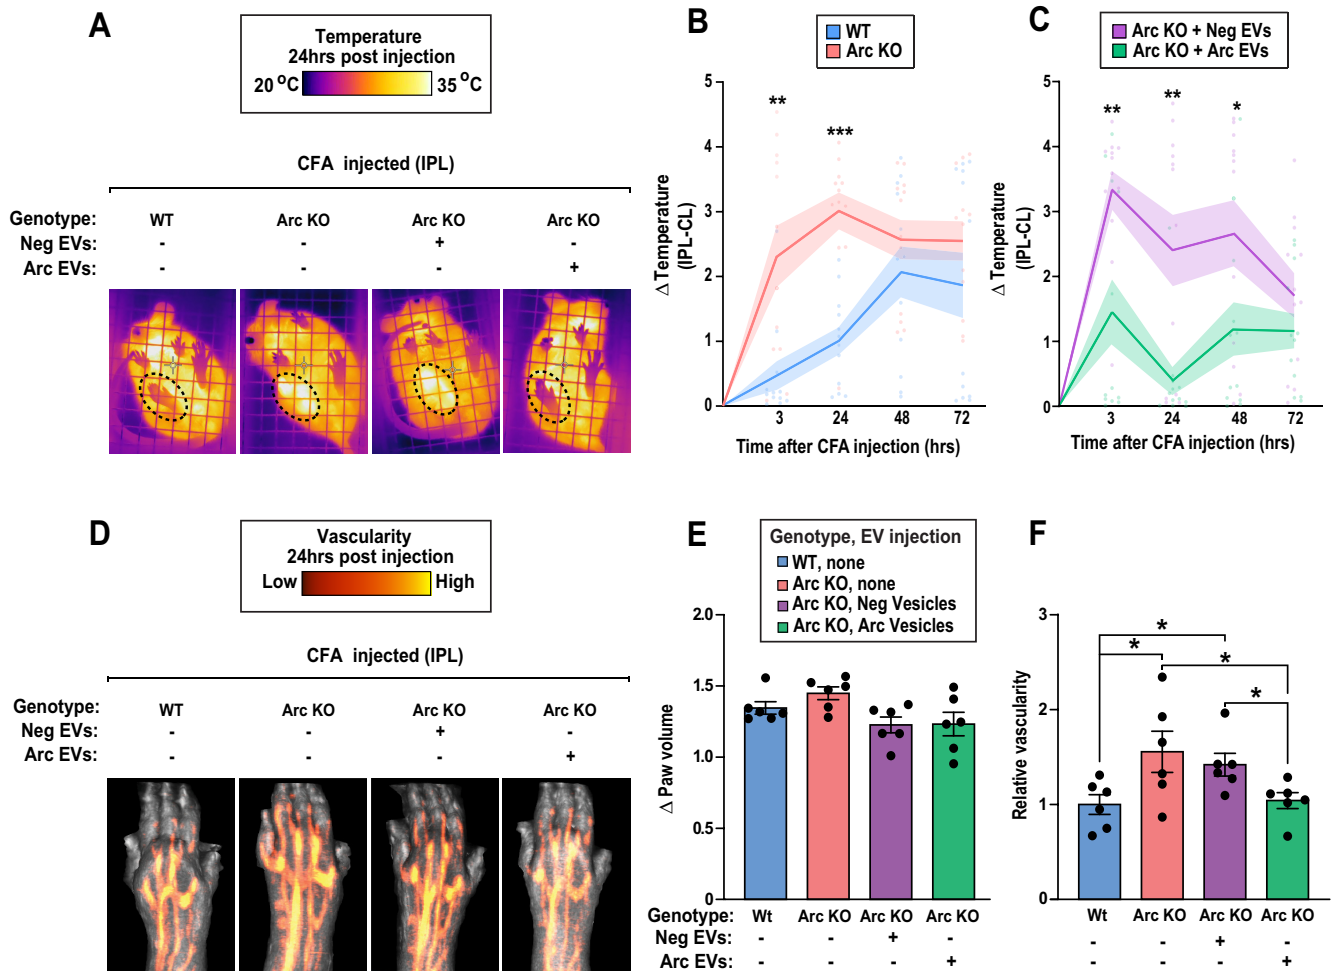 A
Temperature
24hrs post injection
20 °C 35 °C
CFA injected (IPL)
Genotype: WT Arc KO Arc KO Arc KO
Neg EVs: - - + -
Arc EVs: - - - +
B
WT
Arc KO
5
4
3
2
1
0
** ***
Δ Temperature
(IPL-CL)
3 24 48 72
Time after CFA injection (hrs)
C
Arc KO + Neg EVs
Arc KO + Arc EVs
5
4
3
2
1
0
** ** *
Δ Temperature
(IPL-CL)
3 24 48 72
Time after CFA injection (hrs)
D
Vascularity
24hrs post injection
Low High
CFA injected (IPL)
Genotype: WT Arc KO Arc KO Arc KO
Neg EVs: - - + -
Arc EVs: - - - +
E
Genotype, EV injection
WT, none
Arc KO, none
Arc KO, Neg Vesicles
Arc KO, Arc Vesicles
2.0
1.5
1.0
0.5
0
Δ Paw volume
Genotype: Wt Arc KO Arc KO Arc KO
Neg EVs: - - + -
Arc EVs: - - - +
F
3
2
1
0
* * * *
Relative vascularity
WT Arc KO Arc KO Arc KO
- - + -
- - - +